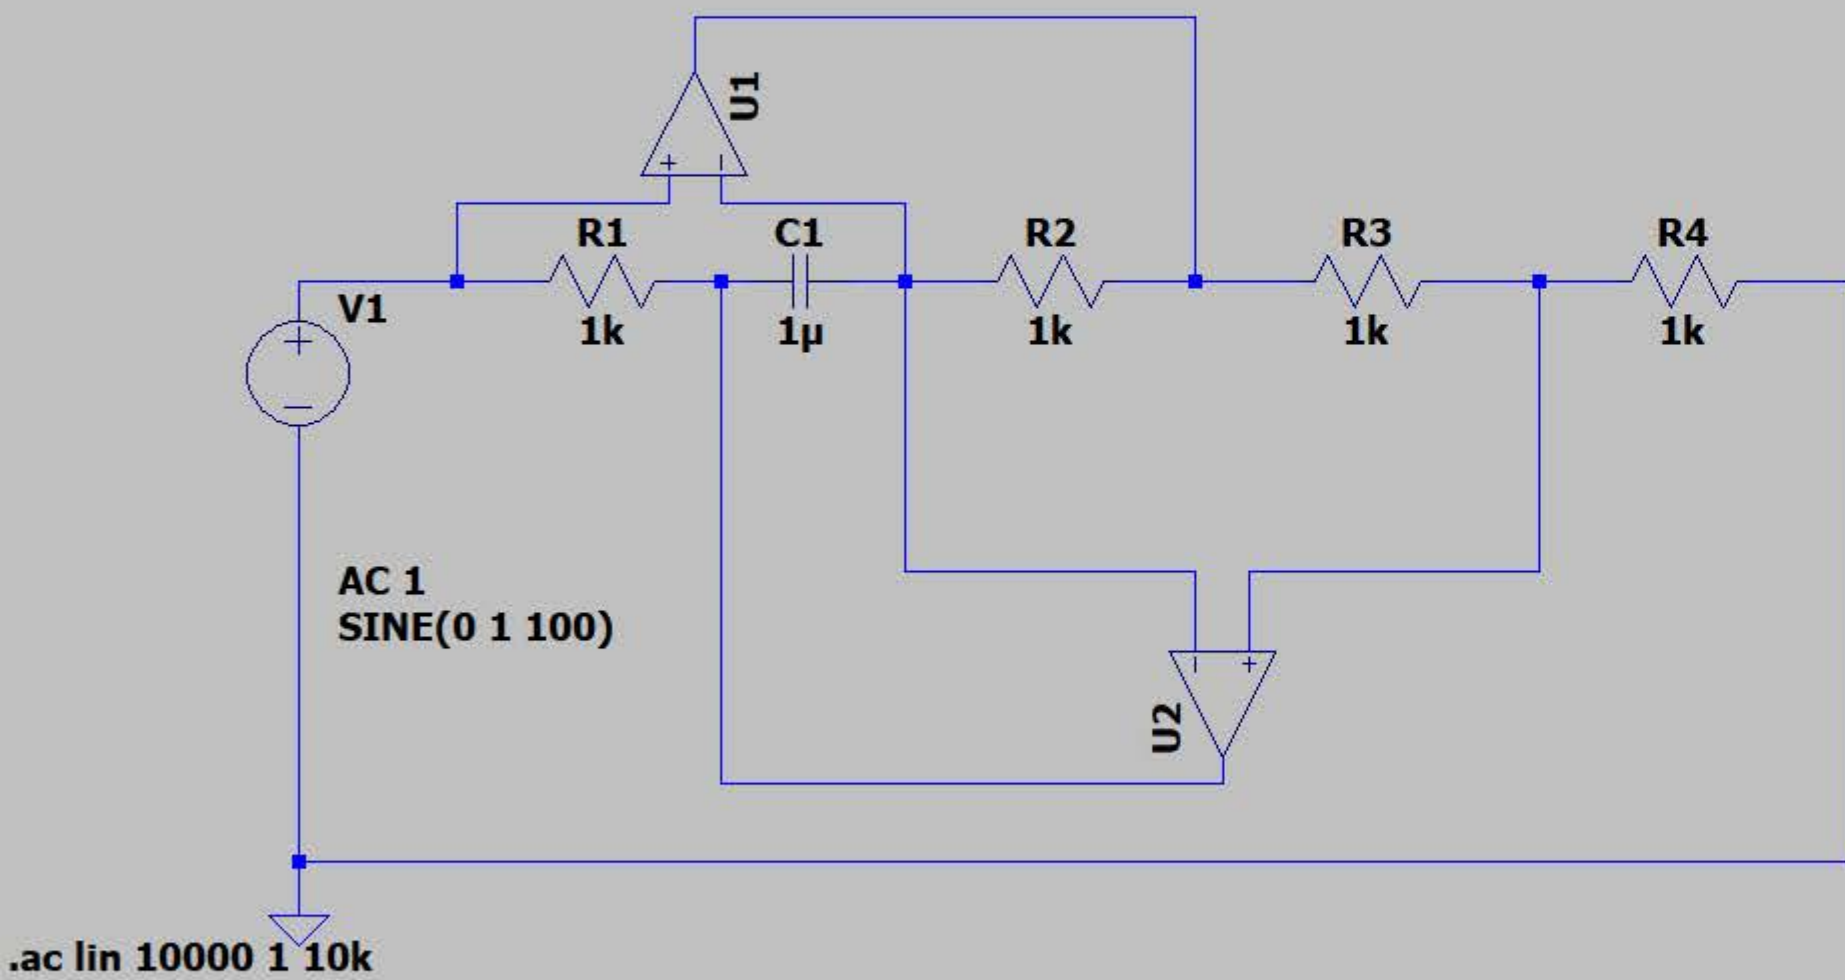 U1
R1 C1 R2 R3 R4
V1
1k 1µ 1k 1k 1k
AC 1
SINE(0 1 100)
U2
.ac lin 10000 1 10k